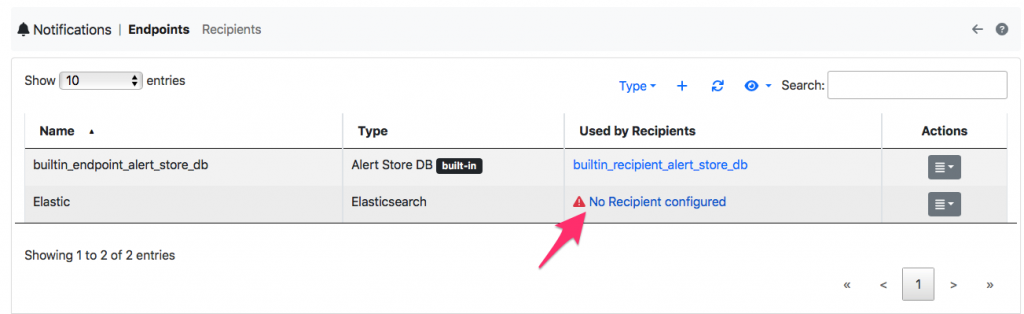 Notifications | Endpoints Recipients
Show 10 entries
Type + Search:
Name Type Used by Recipients Actions
builtin_endpoint_alert_store_db Alert Store DB built-in builtin_recipient_alert_store_db
Elastic Elasticsearch No Recipient configured
Showing 1 to 2 of 2 entries
« < 1 > »